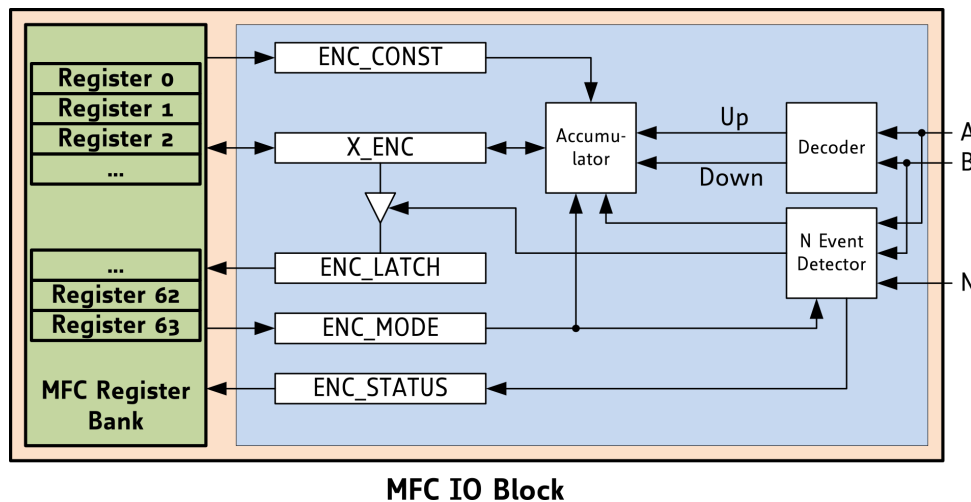 ENC_CONST
Register 0
Register 1
Register 2
...
X_ENC
Accumu-
lator
Up
Down
Decoder
A
B
N Event
Detector
N
...
Register 62
Register 63
ENC_LATCH
ENC_MODE
ENC_STATUS
MFC Register
Bank
MFC IO Block